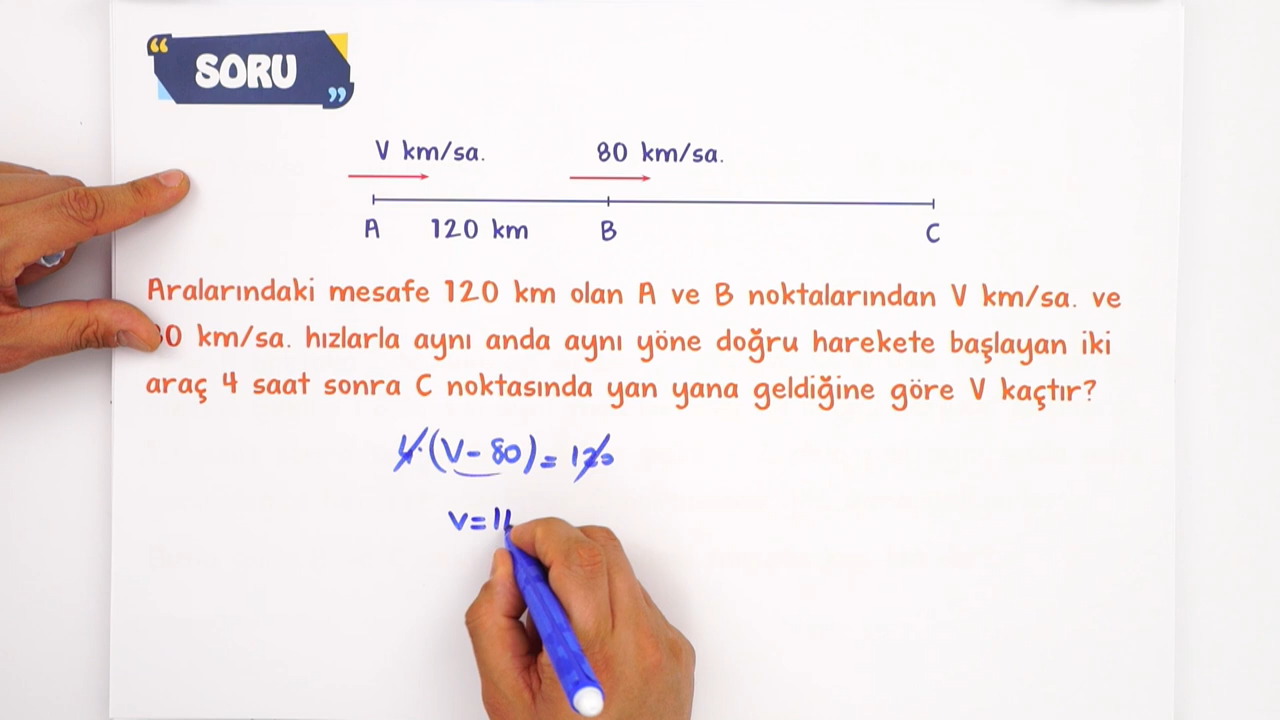 SORU
V km/sa. 80 km/sa.
A 120 km B C
Aralarındaki mesafe 120 km olan A ve B noktalarından V km/sa. ve
80 km/sa. hızlarla aynı anda aynı yöne doğru harekete başlayan iki
araç 4 saat sonra C noktasında yan yana geldiğine göre V kaçtır?
4.(V-80)=120
V=11